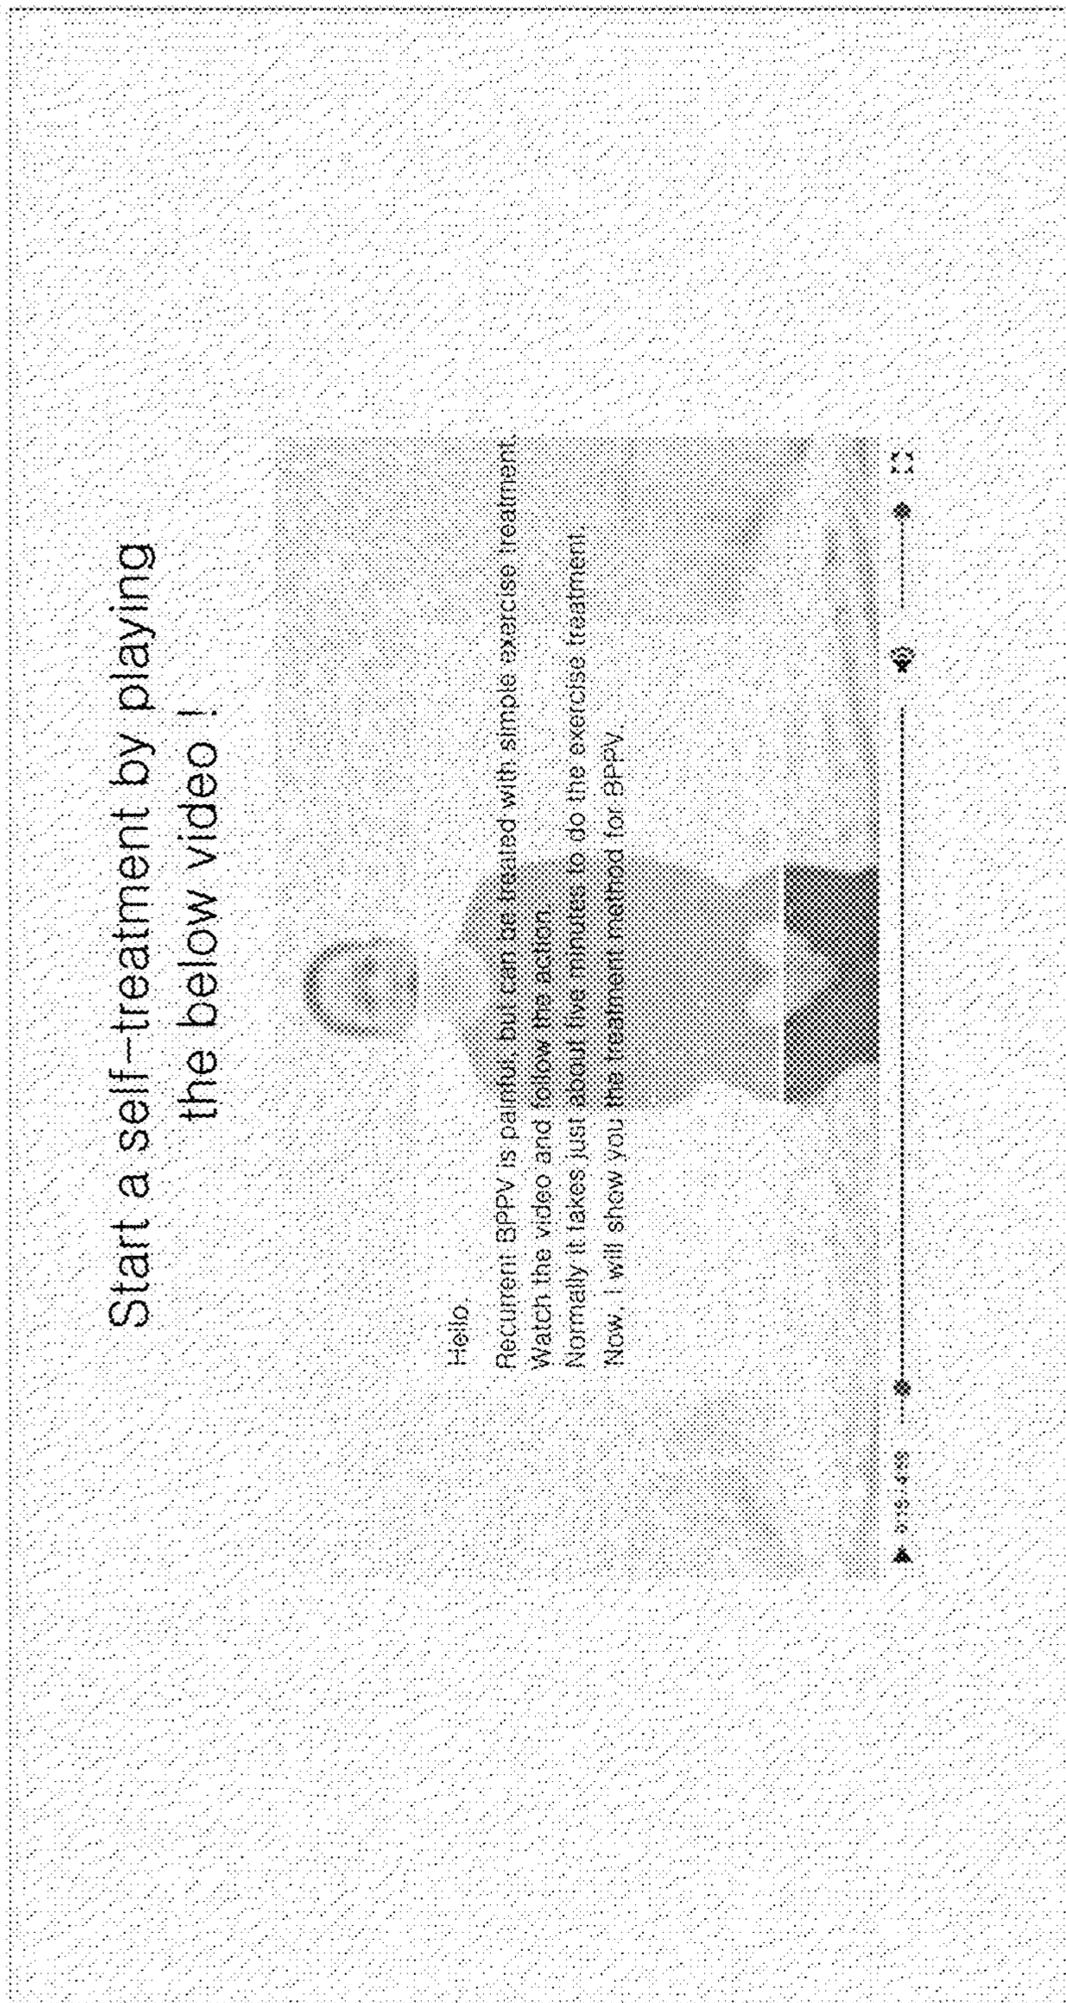 Start a self-treatment by playing
the below video !
Hello.
Recurrent BPPV is painful, but can be treated with simple exercise treatment.
Watch the video and follow the action.
Normally it takes just about five minutes to do the exercise treatment.
Now, I will show you the treatment method for BPPV.